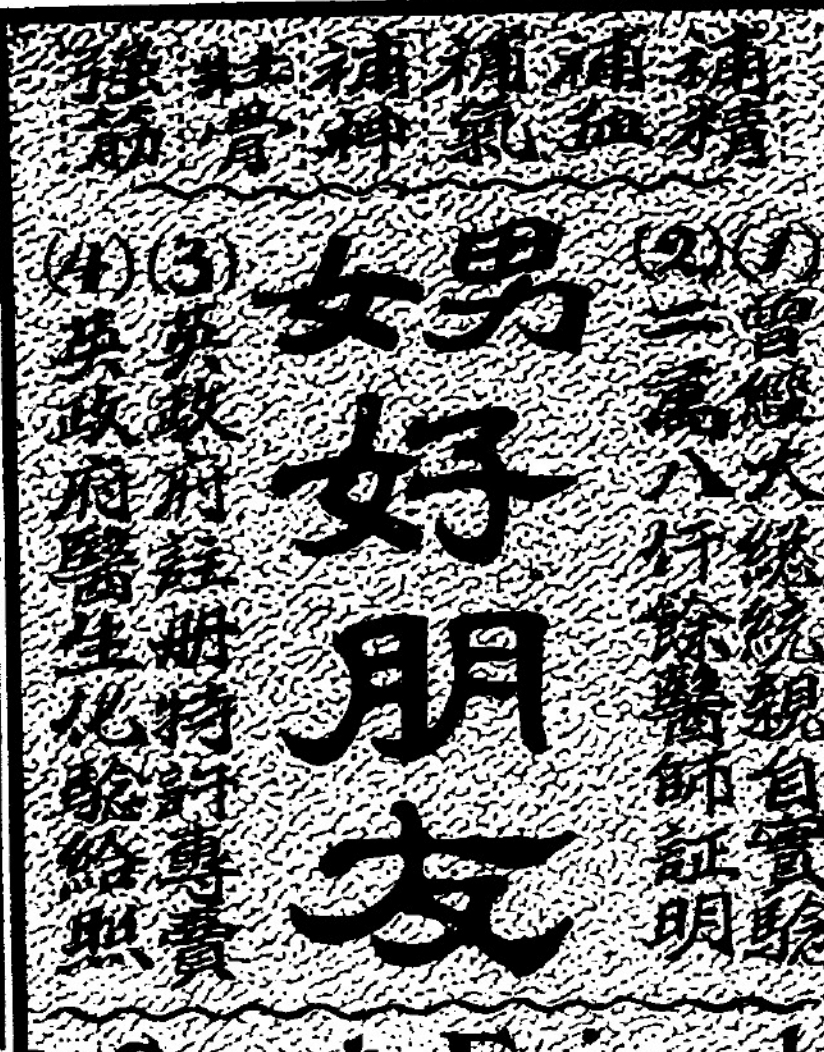 補精
補血
補氣
補神
壯骨
強筋
(1)曾經大總統親自實驗
(2)二萬八仟餘醫師証明
男女好朋友
(3)英政府註册特許專賣
(4)英政府醫生化驗給照